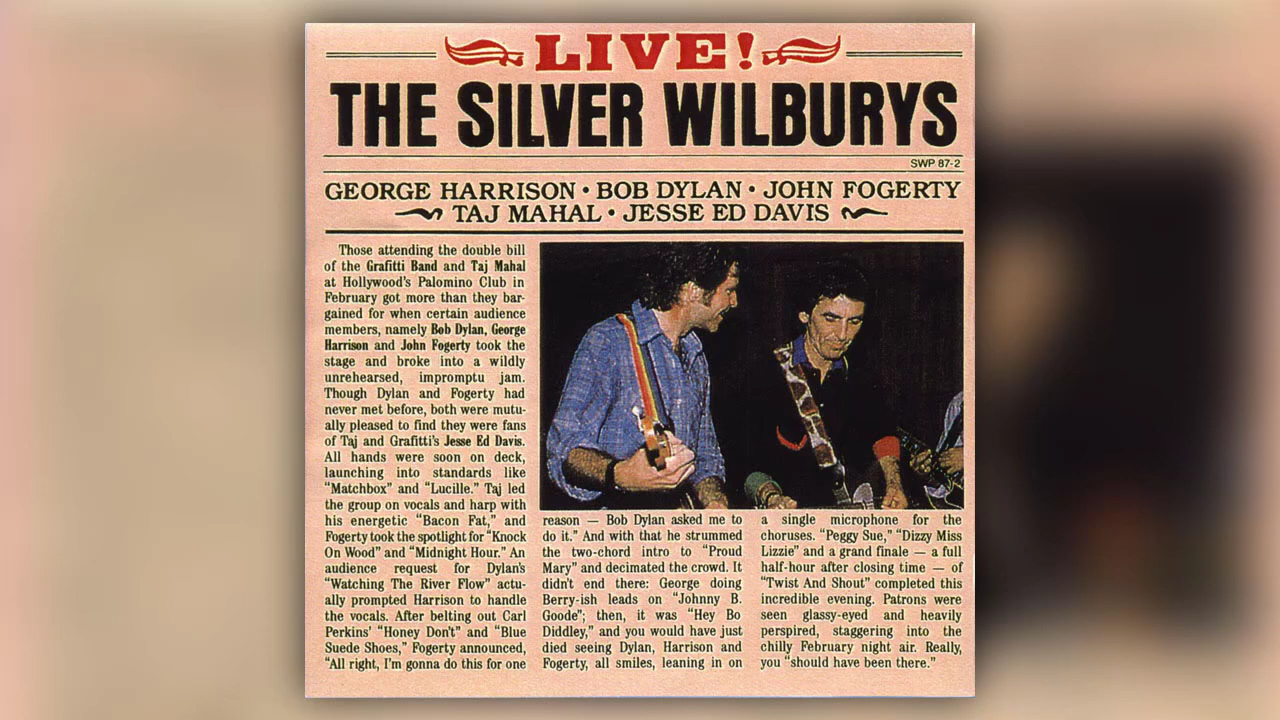 LIVE!
THE SILVER WILBURYS
SWP 87-2
GEORGE HARRISON • BOB DYLAN • JOHN FOGERTY
TAJ MAHAL • JESSE ED DAVIS
Those attending the double bill
of the Grafitti Band and Taj Mahal
at Hollywood's Palomino Club in
February got more than they bar-
gained for when certain audience
members, namely Bob Dylan, George
Harrison and John Fogerty took the
stage and broke into a wildly
unrehearsed, impromptu jam.
Though Dylan and Fogerty had
never met before, both were mutu-
ally pleased to find they were fans
of Taj and Grafitti's Jesse Ed Davis.
All hands were soon on deck,
launching into standards like
“Matchbox” and “Lucille.” Taj led
the group on vocals and harp with
his energetic “Bacon Fat,” and
Fogerty took the spotlight for “Knock
On Wood” and “Midnight Hour.” An
audience request for Dylan's
“Watching The River Flow” actu-
ally prompted Harrison to handle
the vocals. After belting out Carl
Perkins' “Honey Don't” and “Blue
Suede Shoes,” Fogerty announced,
“All right, I'm gonna do this for one
reason — Bob Dylan asked me to
do it.” And with that he strummed
the two-chord intro to “Proud
Mary” and decimated the crowd. It
didn't end there: George doing
Berry-ish leads on “Johnny B.
Goode”; then, it was “Hey Bo
Diddley,” and you would have just
died seeing Dylan, Harrison and
Fogerty, all smiles, leaning in on
a single microphone for the
choruses. “Peggy Sue,” “Dizzy Miss
Lizzie” and a grand finale — a full
half-hour after closing time — of
“Twist And Shout” completed this
incredible evening. Patrons were
seen glassy-eyed and heavily
perspired, staggering into the
chilly February night air. Really,
you “should have been there.”